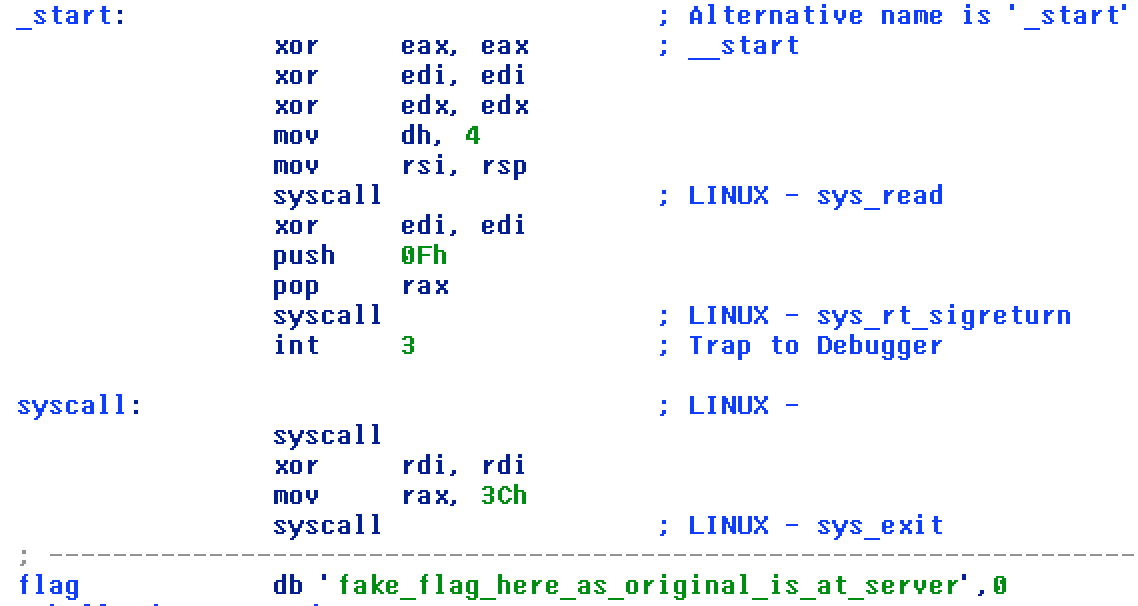 _start: ; Alternative name is '_start'
xor eax, eax ; __start
xor edi, edi
xor edx, edx
mov dh, 4
mov rsi, rsp
syscall ; LINUX - sys_read
xor edi, edi
push 0Fh
pop rax
syscall ; LINUX - sys_rt_sigreturn
int 3 ; Trap to Debugger
syscall: ; LINUX -
syscall
xor rdi, rdi
mov rax, 3Ch
syscall ; LINUX - sys_exit
; ---------------------------------------------------------------------------
flag db 'fake_flag_here_as_original_is_at_server',0